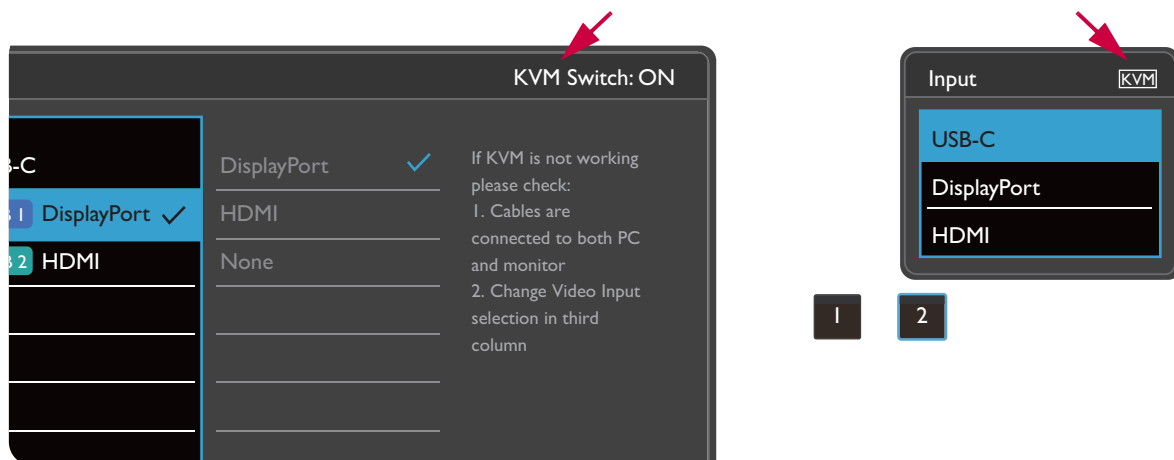 KVM Switch: ON
-C
1 DisplayPort
2 HDMI
DisplayPort
HDMI
None
If KVM is not working
please check:
1. Cables are
connected to both PC
and monitor
2. Change Video Input
selection in third
column
Input KVM
USB-C
DisplayPort
HDMI
1 2